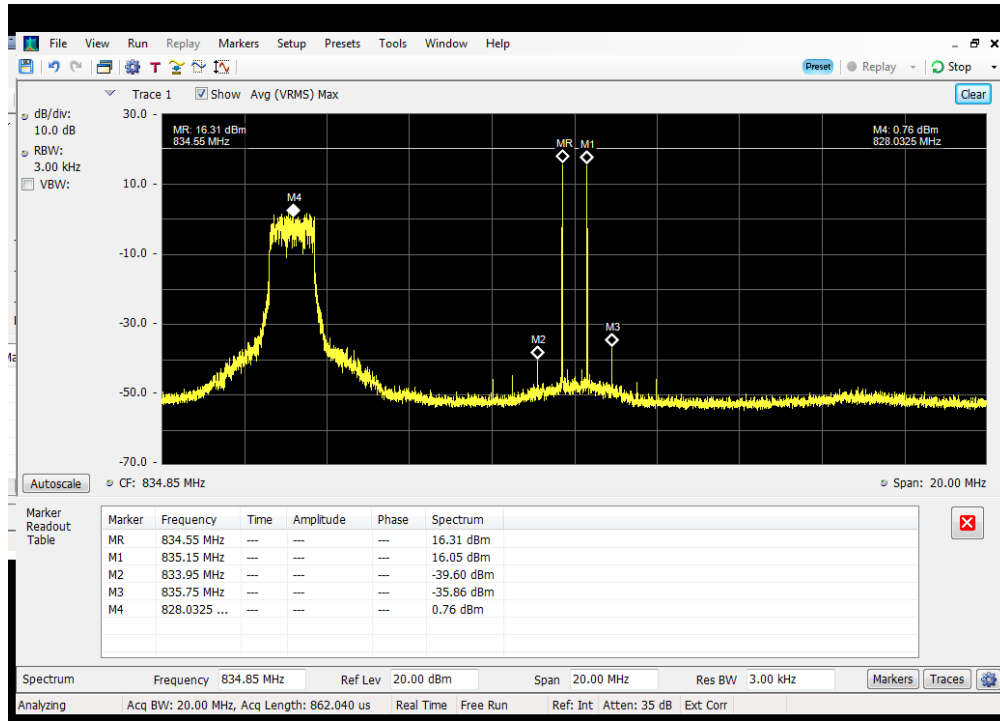 File View Run Replay Markers Setup Presets Tools Window Help
T Preset Replay Stop
Trace 1 Show Avg (VRMS) Max Clear
dB/div:
10.0 dB
RBW:
3.00 kHz
VBW:
30.0
10.0
-10.0
-30.0
-50.0
-70.0
MR: 16.31 dBm
834.55 MHz
M4: 0.76 dBm
828.0325 MHz
MR M1
M4
M2
M3
Autoscale CF: 834.85 MHz Span: 20.00 MHz
Marker
Readout
Table
Marker Frequency Time Amplitude Phase Spectrum
MR 834.55 MHz --- --- --- 16.31 dBm
M1 835.15 MHz --- --- --- 16.05 dBm
M2 833.95 MHz --- --- --- -39.60 dBm
M3 835.75 MHz --- --- --- -35.86 dBm
M4 828.0325 ... --- --- --- 0.76 dBm
Spectrum Frequency 834.85 MHz Ref Lev 20.00 dBm Span 20.00 MHz Res BW 3.00 kHz Markers Traces
Analyzing Acq BW: 20.00 MHz, Acq Length: 862.040 us Real Time Free Run Ref: Int Atten: 35 dB Ext Corr